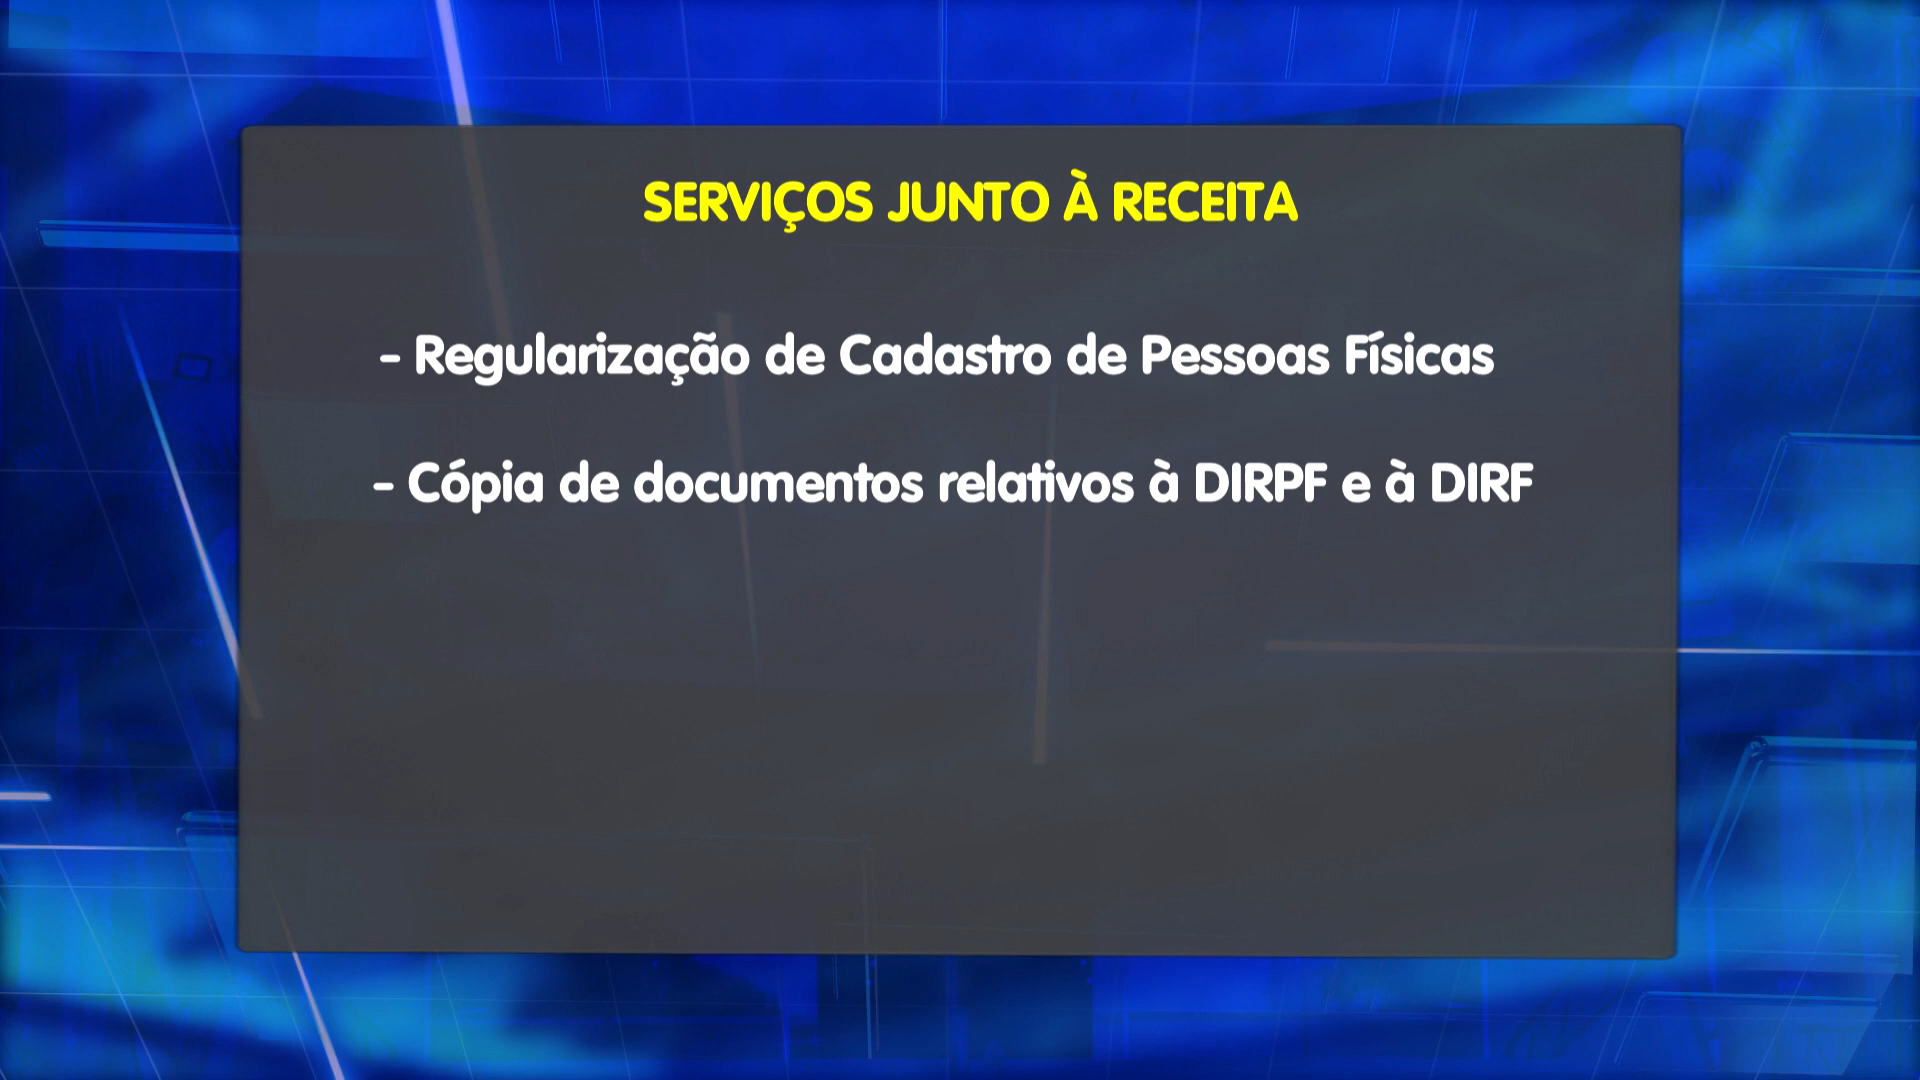 SERVIÇOS JUNTO À RECEITA
- Regularização de Cadastro de Pessoas Físicas
- Cópia de documentos relativos à DIRPF e à DIRF